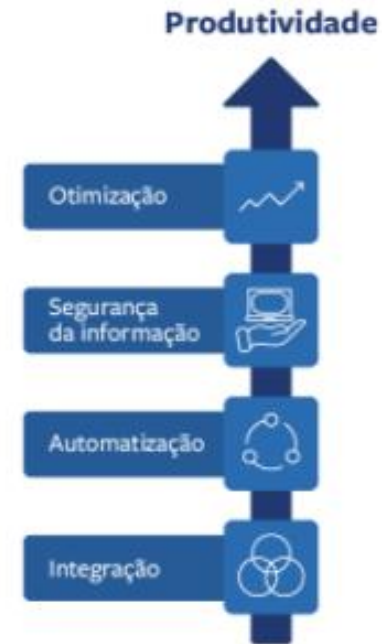 Produtividade
Otimização
Segurança
da informação
Automatização
Integração